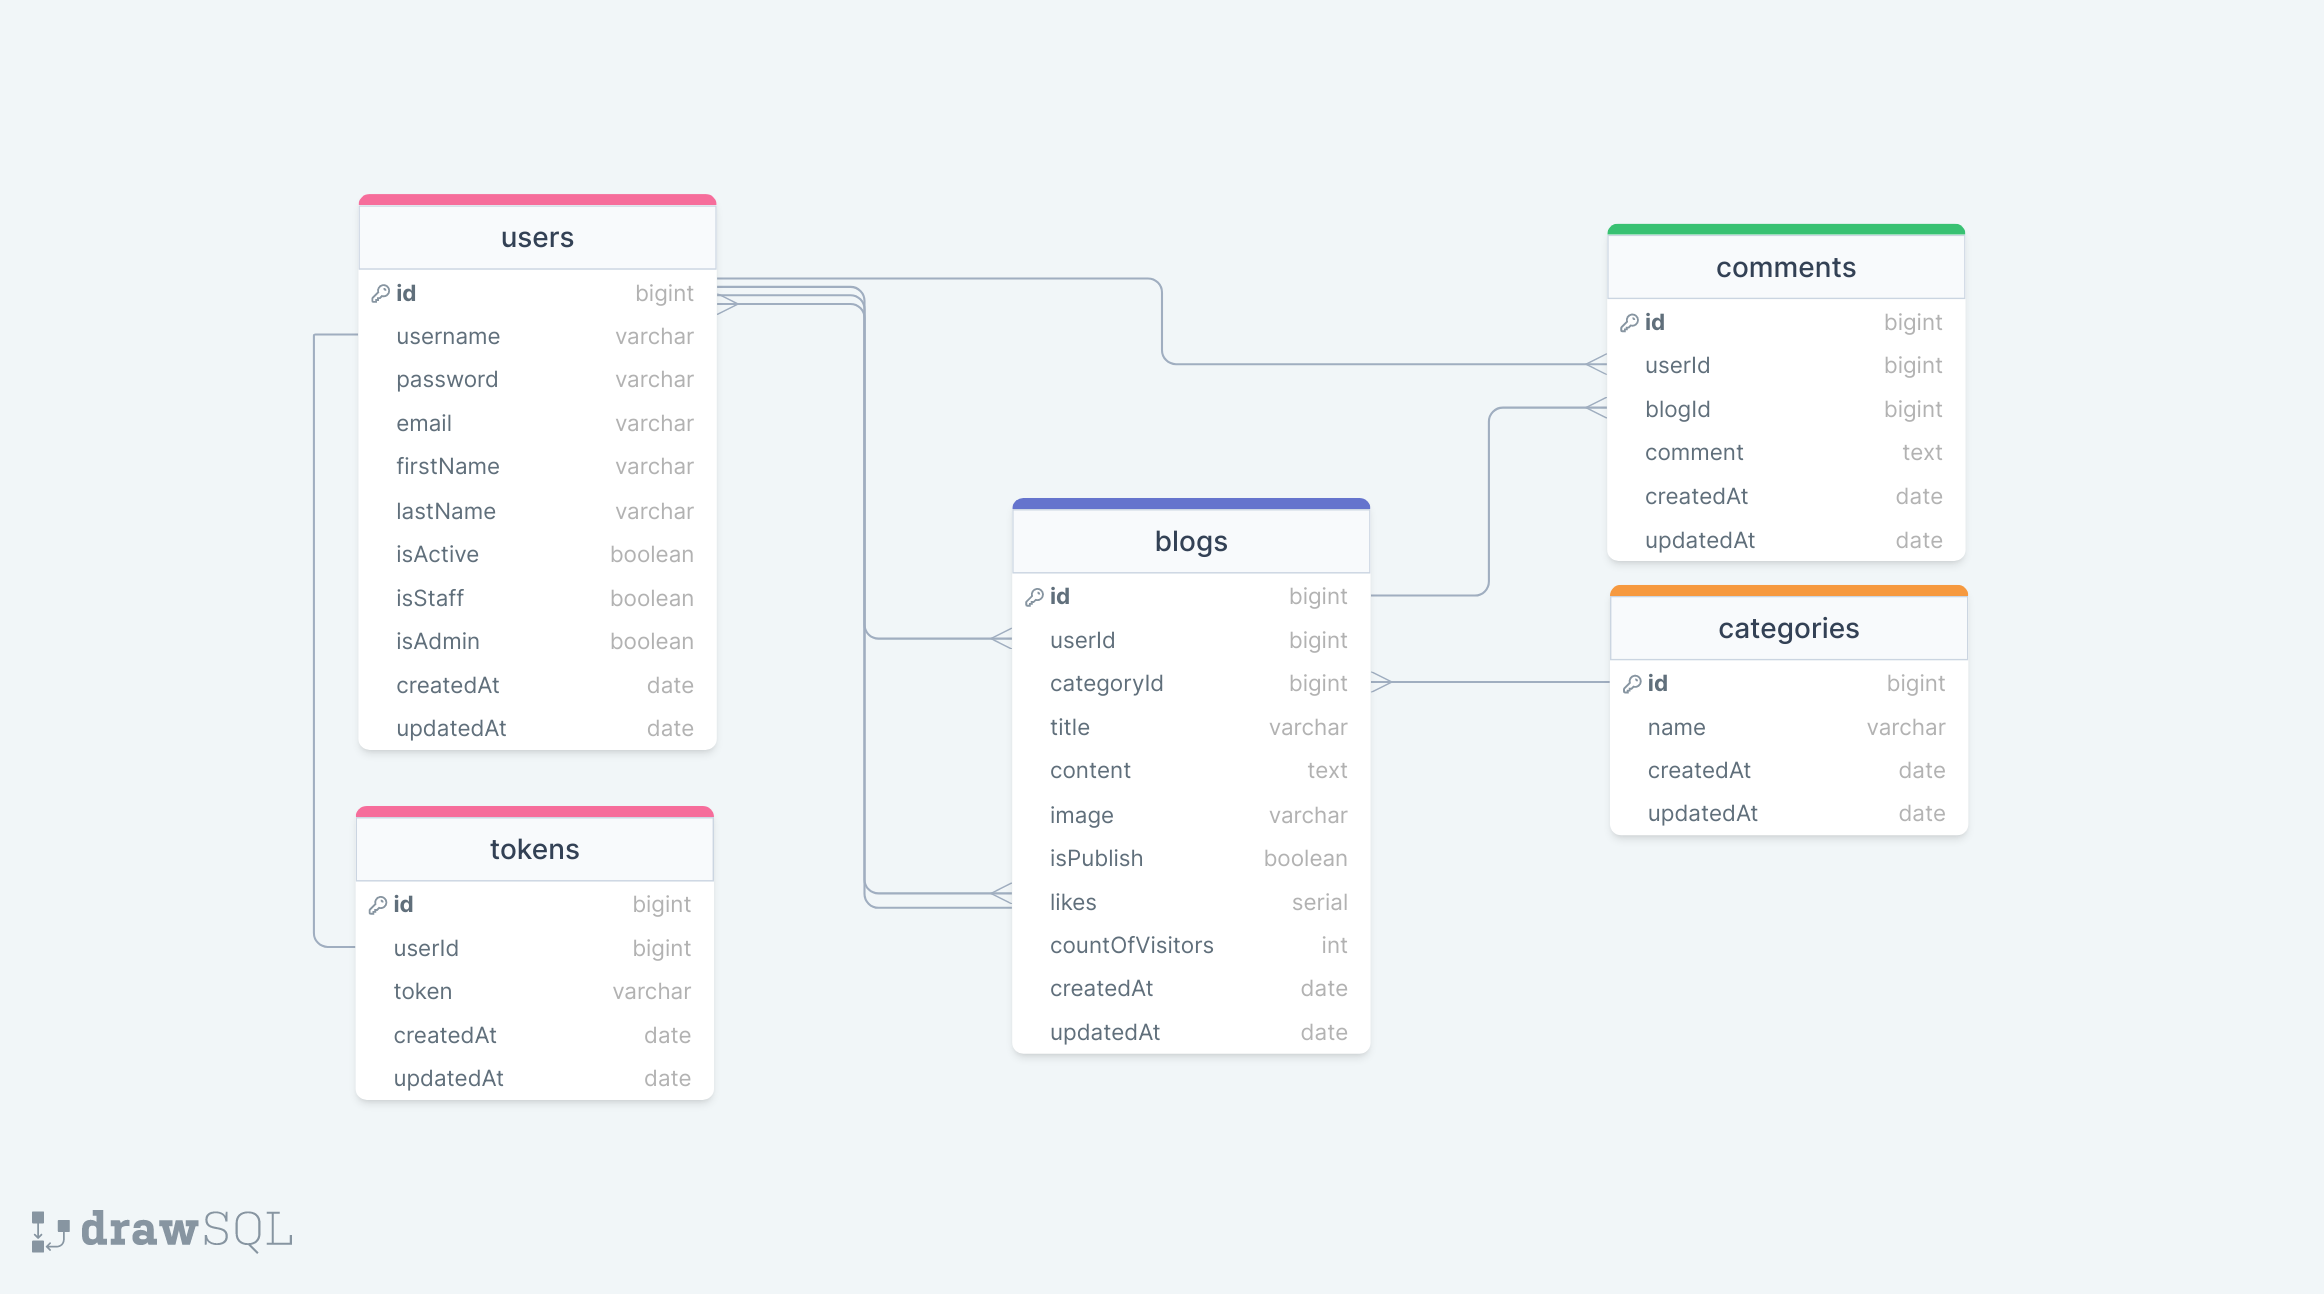 users
id bigint
username varchar
password varchar
email varchar
firstName varchar
lastName varchar
isActive boolean
isStaff boolean
isAdmin boolean
createdAt date
updatedAt date
tokens
id bigint
userId bigint
token varchar
createdAt date
updatedAt date
blogs
id bigint
userId bigint
categoryId bigint
title varchar
content text
image varchar
isPublish boolean
likes serial
countOfVisitors int
createdAt date
updatedAt date
comments
id bigint
userId bigint
blogId bigint
comment text
createdAt date
updatedAt date
categories
id bigint
name varchar
createdAt date
updatedAt date
drawSQL